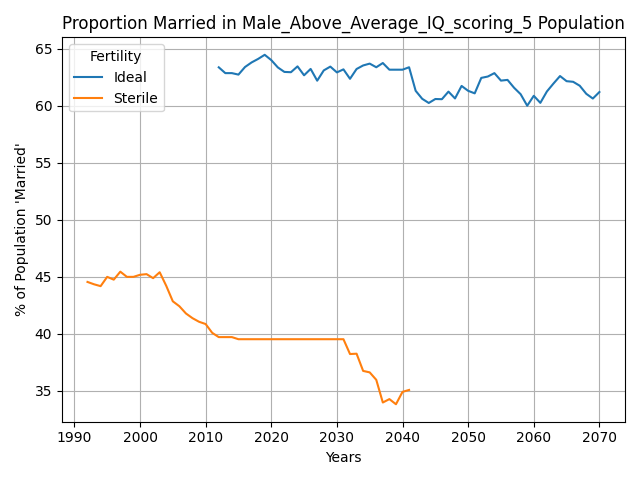 Proportion Married in Male_Above_Average_IQ_scoring_5 Population
Fertility
Ideal
Sterile
% of Population 'Married'
65
60
55
50
45
40
35
1990 2000 2010 2020 2030 2040 2050 2060 2070
Years